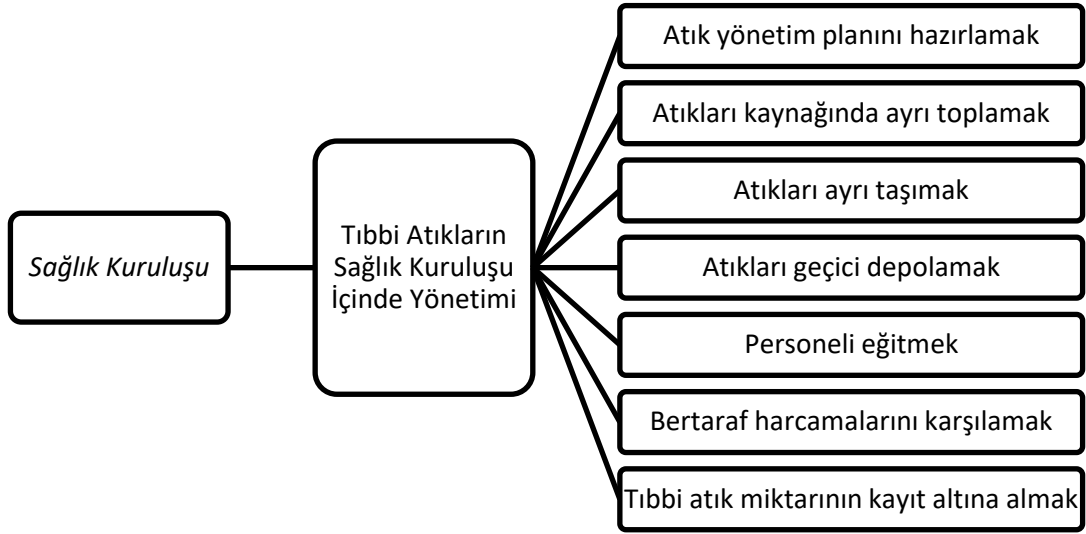 Sağlık Kuruluşu
Tıbbi Atıkların
Sağlık Kuruluşu
İçinde Yönetimi
Atık yönetim planını hazırlamak
Atıkları kaynağında ayrı toplamak
Atıkları ayrı taşımak
Atıkları geçici depolamak
Personeli eğitmek
Bertaraf harcamalarını karşılamak
Tıbbi atık miktarının kayıt altına almak